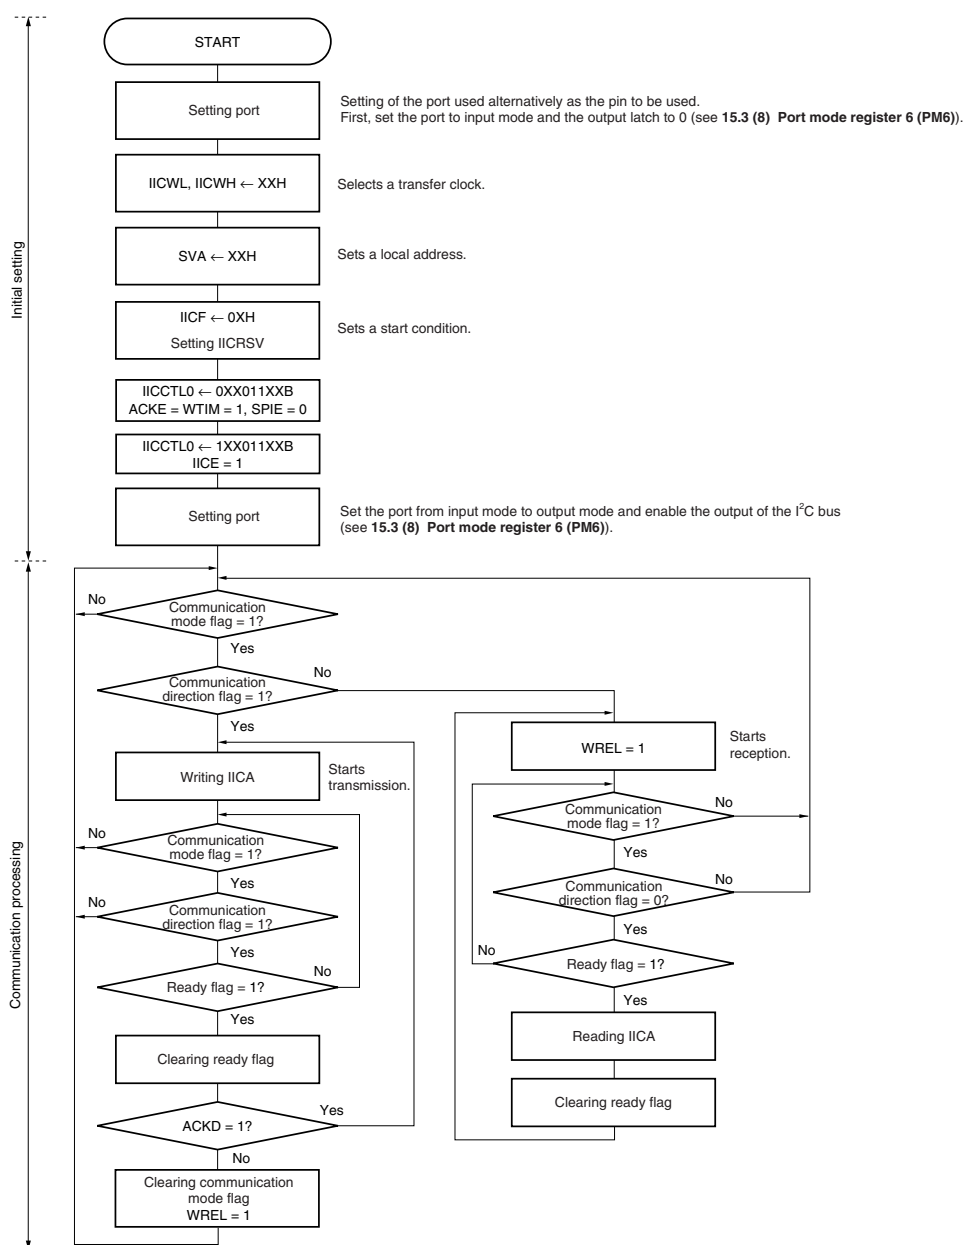 START
Setting port
Setting of the port used alternatively as the pin to be used.
First, set the port to input mode and the output latch to 0 (see 15.3 (8) Port mode register 6 (PM6)).
IICWL, IICWH ← XXH
Selects a transfer clock.
SVA ← XXH
Sets a local address.
IICF ← 0XH
Setting IICRSV
Sets a start condition.
IICCTL0 ← 0XX011XXB
ACKE = WTIM = 1, SPIE = 0
IICCTL0 ← 1XX011XXB
IICE = 1
Setting port
Set the port from input mode to output mode and enable the output of the I²C bus
(see 15.3 (8) Port mode register 6 (PM6)).
Initial setting
No
Communication
mode flag = 1?
Yes
Communication
direction flag = 1?
No
Yes
Writing IICA
Starts
transmission.
No
Communication
mode flag = 1?
Yes
No
Communication
direction flag = 1?
Yes
Ready flag = 1?
No
Yes
Clearing ready flag
ACKD = 1?
Yes
No
Clearing communication
mode flag
WREL = 1
WREL = 1
Starts
reception.
Communication
mode flag = 1?
No
Yes
Communication
direction flag = 0?
No
Yes
No
Ready flag = 1?
Yes
Reading IICA
Clearing ready flag
Communication processing